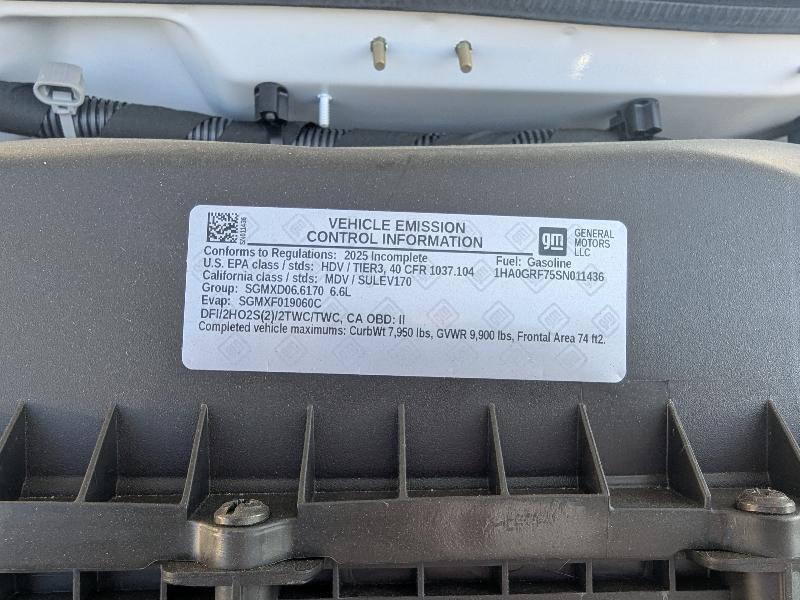 SN011436
VEHICLE EMISSION
CONTROL INFORMATION
gm
GENERAL
MOTORS
LLC
Conforms to Regulations: 2025 Incomplete
Fuel: Gasoline
U.S. EPA class / stds: HDV / TIER3, 40 CFR 1037.104
1HA0GRF75SN011436
California class / stds: MDV / SULEV170
Group: SGMXD06.6170 6.6L
Evap: SGMXF019060C
DFI/2HO2S(2)/2TWC/TWC, CA OBD: II
Completed vehicle maximums: CurbWt 7,950 lbs, GVWR 9,900 lbs, Frontal Area 74 ft2.